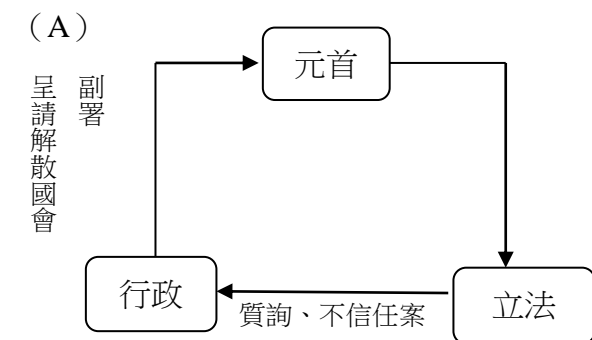 （A）
元首
副署
呈請解散國會
行政
質詢、不信任案
立法